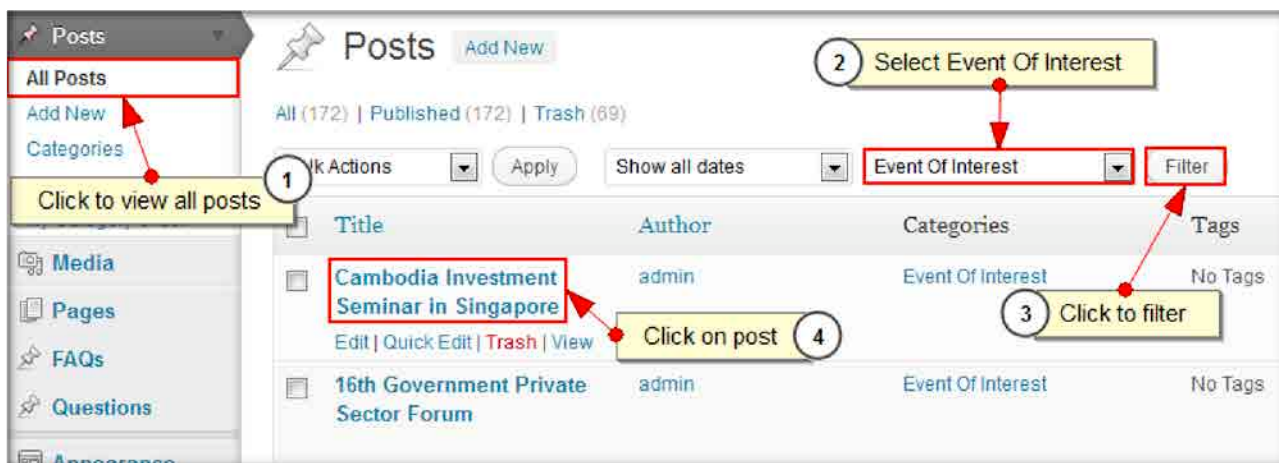 Posts
All Posts
Add New
Categories
1
Click to view all posts
Media
Pages
FAQs
Questions
Appearance
Posts Add New
2 Select Event Of Interest
All (172) | Published (172) | Trash (69)
Actions Apply Show all dates Event Of Interest Filter
Title Author Categories Tags
Cambodia Investment admin Event Of Interest No Tags
Seminar in Singapore
3 Click to filter
Edit | Quick Edit | Trash | View
Click on post 4
16th Government Private admin Event Of Interest No Tags
Sector Forum